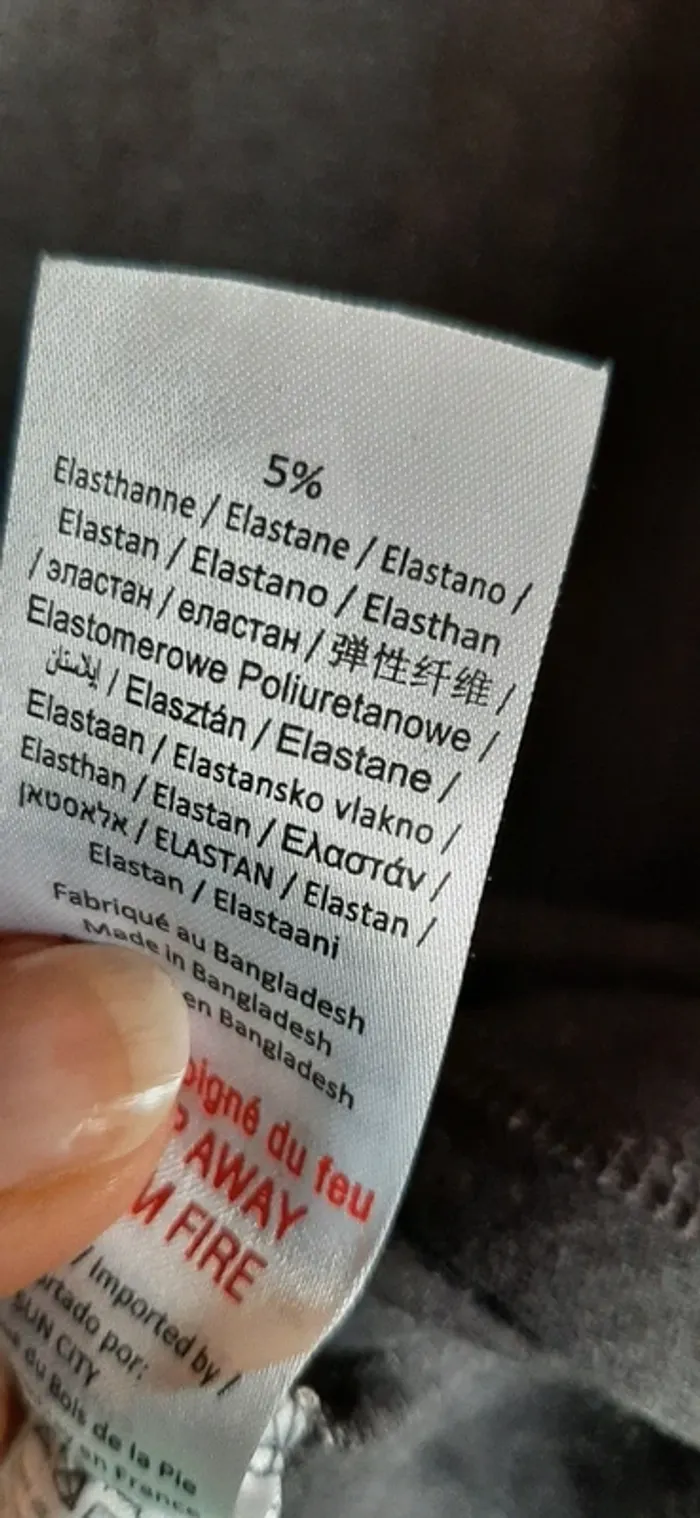 5%
Elasthanne / Elastane / Elastano /
Elastan / Elastano / Elasthan
/ эластан / еластан / 弹性纤维 /
Elastomerowe Poliuretanowe /
إيلاستان / Elasztán / Elastane /
Elastaan / Elastansko vlakno /
Elasthan / Elastan / Ελαστάν /
אלאסטאן / ELASTAN / Elastan /
Elastan / Elastaani
Fabriqué au Bangladesh
Made in Bangladesh
en Bangladesh
du feu
AWAY
FIRE
/ Imported by /
por:
SUN CITY
du Bois de la Pie
en France